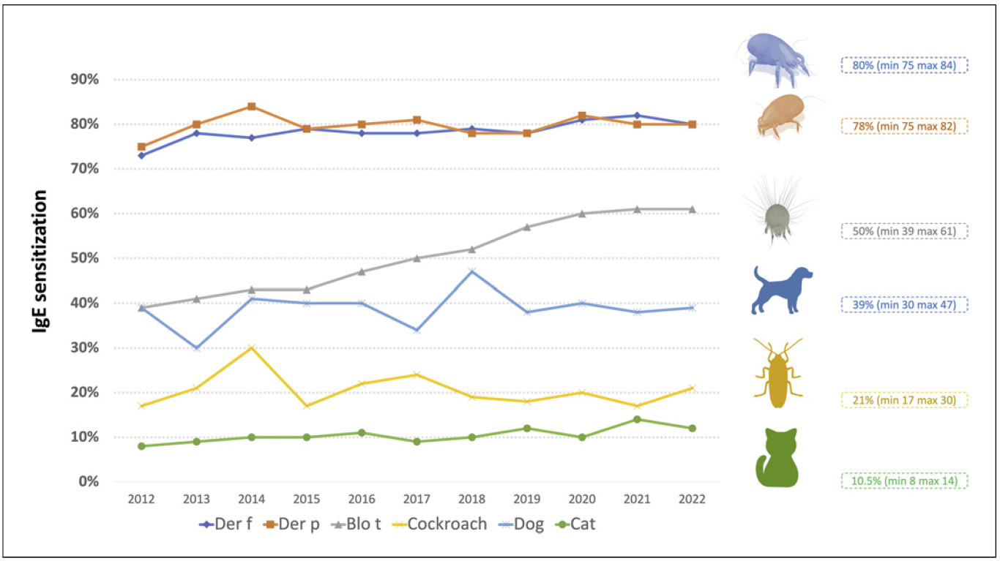 IgE sensitization
90%
80%
70%
60%
50%
40%
30%
20%
10%
0%
2012 2013 2014 2015 2016 2017 2018 2019 2020 2021 2022
Der f Der p Blo t Cockroach Dog Cat
80% (min 75 max 84)
78% (min 75 max 82)
50% (min 39 max 61)
39% (min 30 max 47)
21% (min 17 max 30)
10.5% (min 8 max 14)